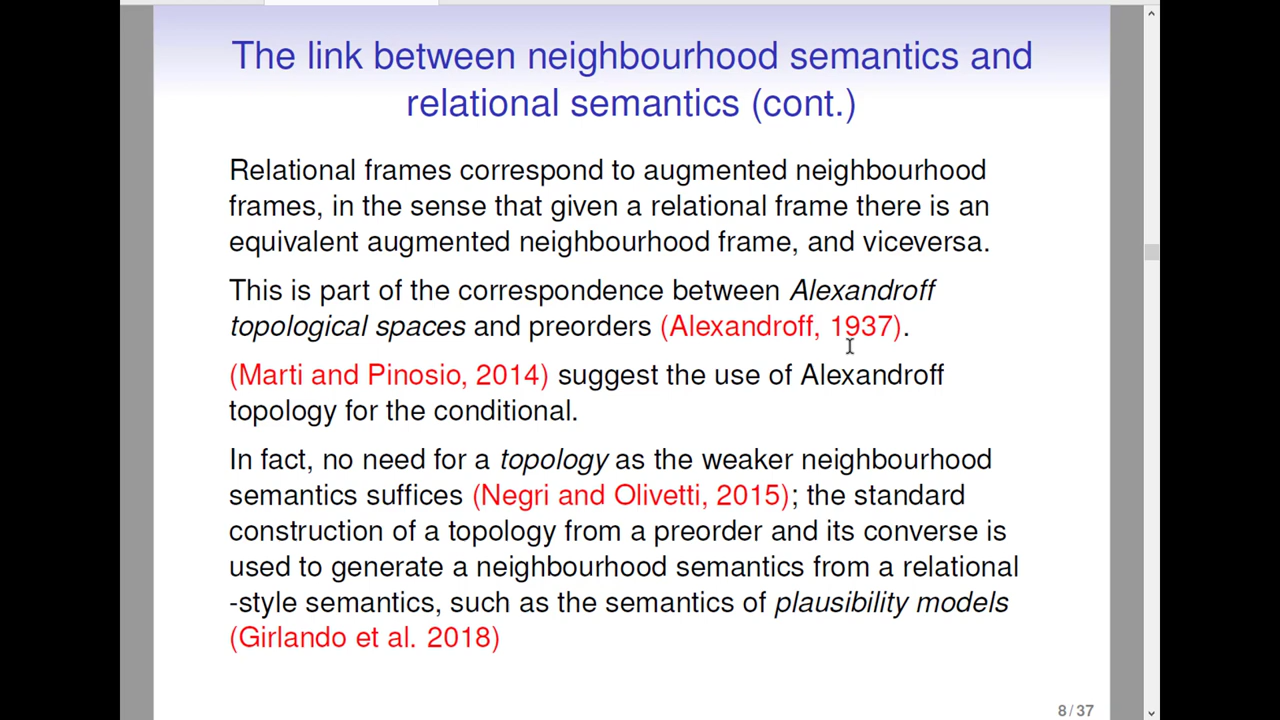 The link between neighbourhood semantics and
relational semantics (cont.)
Relational frames correspond to augmented neighbourhood
frames, in the sense that given a relational frame there is an
equivalent augmented neighbourhood frame, and viceversa.
This is part of the correspondence between Alexandroff
topological spaces and preorders (Alexandroff, 1937).
(Marti and Pinosio, 2014) suggest the use of Alexandroff
topology for the conditional.
In fact, no need for a topology as the weaker neighbourhood
semantics suffices (Negri and Olivetti, 2015); the standard
construction of a topology from a preorder and its converse is
used to generate a neighbourhood semantics from a relational
-style semantics, such as the semantics of plausibility models
(Girlando et al. 2018)
8 / 37